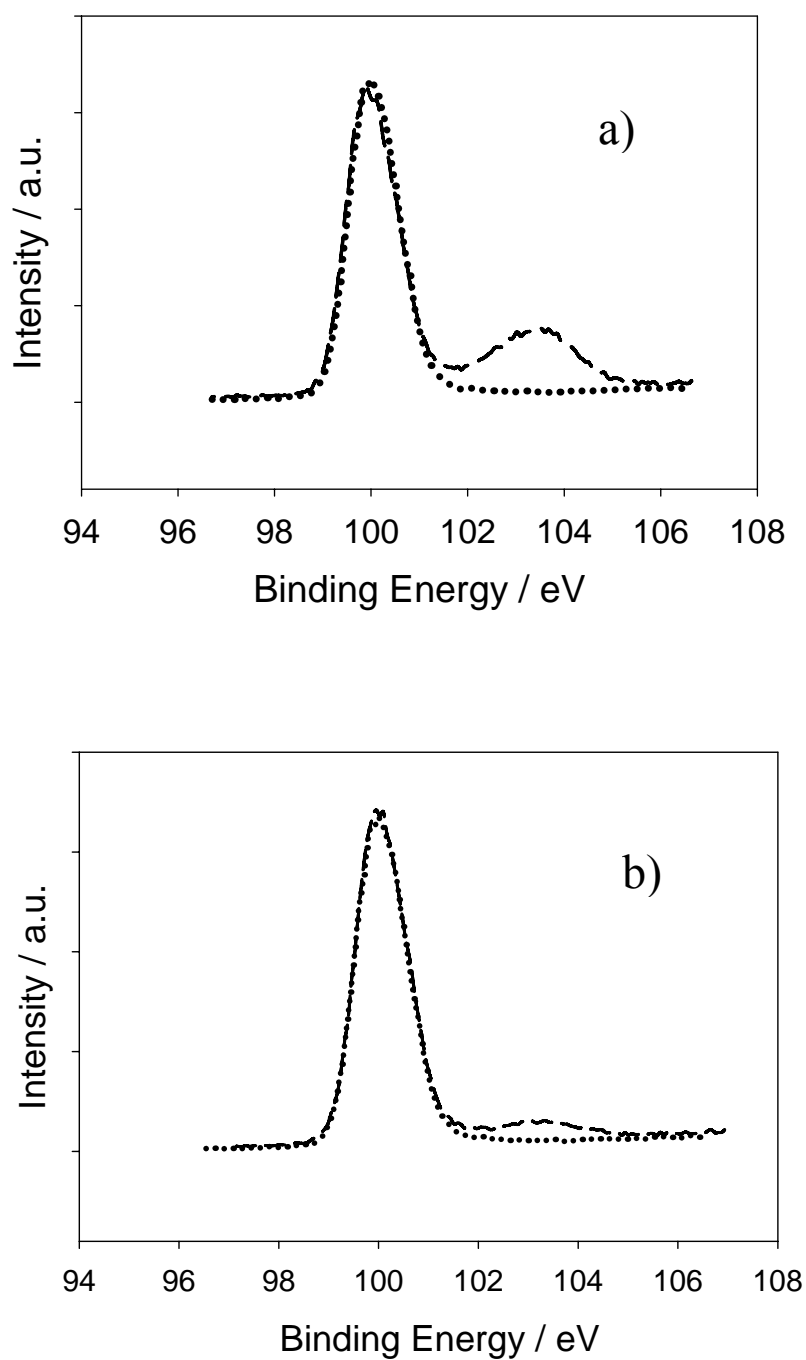 a)
Intensity / a.u.
94 96 98 100 102 104 106 108
Binding Energy / eV
b)
Intensity / a.u.
94 96 98 100 102 104 106 108
Binding Energy / eV